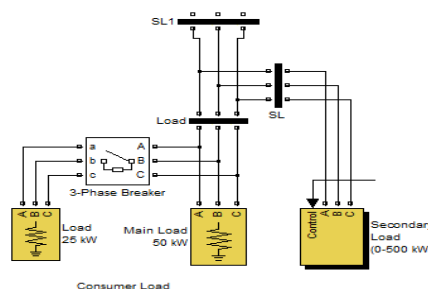 SL1
SL
Load
a A
b B
c C
3-Phase Breaker
A B C
A B C
Control A B C
Load
25 kW
Main Load
50 kW
Secondar
Load
(0-500 kW
Consumer Load